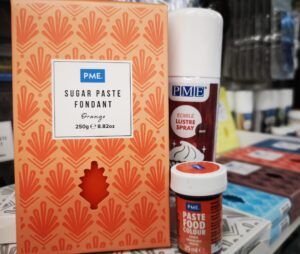 PME
SUGAR PASTE
FONDANT
Orange
250g e 8.82oz
PME
EDIBLE
LUSTRE
SPRAY
PME
PASTE
FOOD
COLOUR